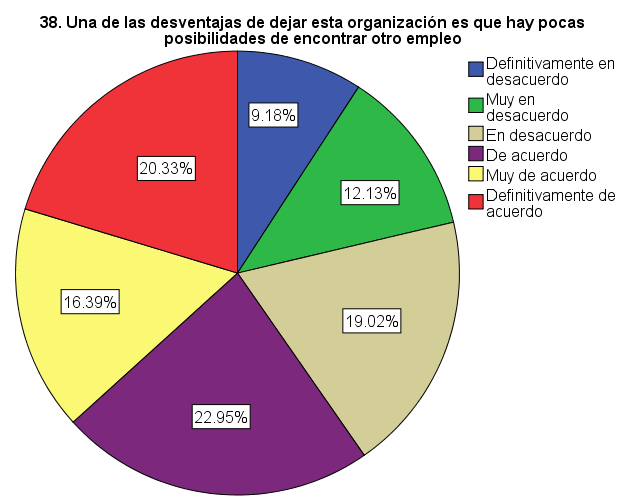 38. Una de las desventajas de dejar esta organización es que hay pocas
posibilidades de encontrar otro empleo
Definitivamente en
desacuerdo
Muy en
desacuerdo
En desacuerdo
De acuerdo
Muy de acuerdo
Definitivamente de
acuerdo
9.18%
12.13%
19.02%
22.95%
16.39%
20.33%